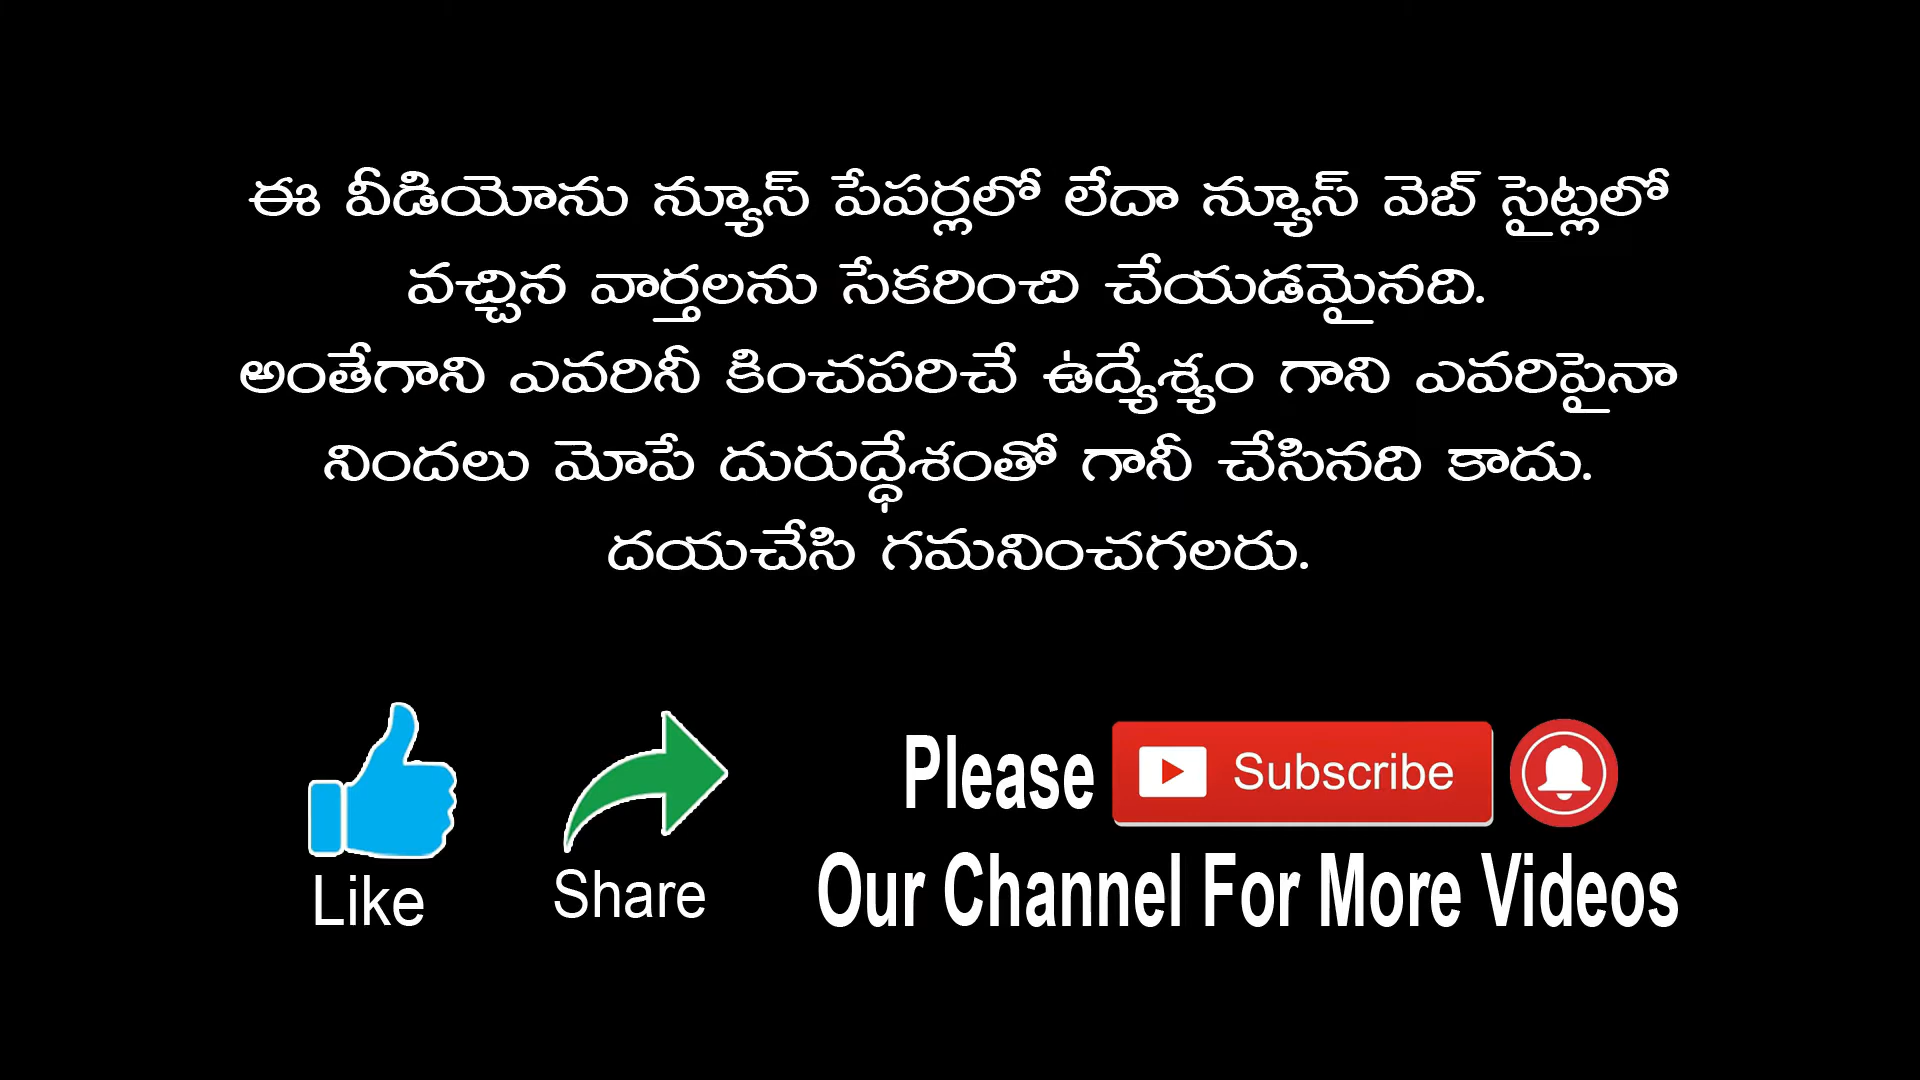 ఈ వీడియోను న్యూస్ పేపర్లలో లేదా న్యూస్ వెబ్ సైట్లలో
వచ్చిన వార్తలను సేకరించి చేయడమైనది.
అంతేగాని ఎవరినీ కించపరిచే ఉద్యేశ్యం గాని ఎవరిపైనా
నిందలు మోపే దురుద్ధేశంతో గానీ చేసినది కాదు.
దయచేసి గమనించగలరు.
Like
Share
Please Subscribe
Our Channel For More Videos